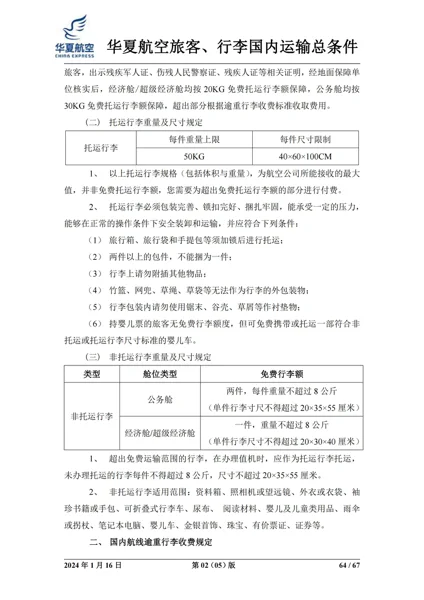 华夏航空
CHINA EXPRESS
华夏航空旅客、行李国内运输总条件
旅客，出示残疾军人证、伤残人民警察证、残疾人证等相关证明，经地面保障单
位核实后，经济舱/超级经济舱均按 20KG 免费托运行李额保障，公务舱均按
30KG 免费托运行李额保障，超出部分根据逾重行李收费标准收取费用。
（二） 托运行李重量及尺寸规定
托运行李
每件重量上限 每件尺寸限制
50KG 40×60×100CM
1、 以上托运行李规格（包括体积与重量），为航空公司所能接收的最大
值，并非免费托运行李额，您需要为超出免费托运行李额的部分进行付费。
2、 托运行李必须包装完善、锁扣完好、捆扎牢固，能承受一定的压力，
能够在正常的操作条件下安全装卸和运输，并应符合下列条件：
（1） 旅行箱、旅行袋和手提包等须加锁后进行托运；
（2） 两件以上的包件，不能捆为一件；
（3） 行李上请勿附插其他物品；
（4） 竹篮、网兜、草绳、草袋等无法作为行李的外包装物；
（5） 行李包装内请勿使用锯末、谷壳、草屑等作衬垫物；
（6） 持婴儿票的旅客无免费行李额度，但可免费携带或托运一部符合非
托运或托运行李尺寸标准的婴儿车。
（三） 非托运行李重量及尺寸规定
类型 舱位类型 免费行李额
非托运行李
公务舱
两件，每件重量不超过 8 公斤
（单件行李寸尺不得超过 20×35×55 厘米）
经济舱/超级经济舱
一件，重量不超过 8 公斤
（单件行李尺寸不得超过 20×30×40 厘米）
1、 超出免费运输范围的行李，在办理值机时，应作为托运行李托运，
未办理托运的行李每件不得超过 8 公斤，尺寸不超过 20×35×55 厘米。
2、 非托运行李适用范围：资料箱、照相机或望远镜、外衣或衣袋、袖
珍书籍或手包、可折叠式行李车、尿布、 阅读材料、婴儿及儿童类用品、雨伞
或拐杖、笔记本电脑、婴儿车、金银首饰、珠宝、有价票证、证券等。
二、 国内航线逾重行李收费规定
2024 年 1 月 16 日 第 02（05）版 64 / 67